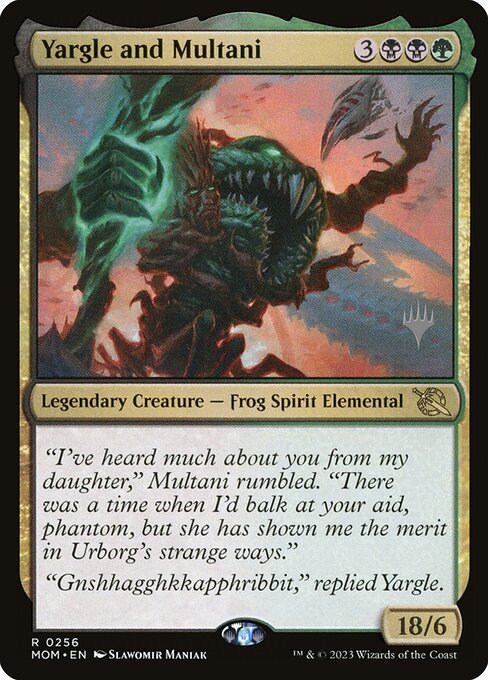 Yargle and Multani 3
Legendary Creature — Frog Spirit Elemental
“I’ve heard much about you from my
daughter,” Multani rumbled. “There
was a time when I’d balk at your aid,
phantom, but she has shown me the merit
in Urborg’s strange ways.”
“Gnshhagghkkapphribbit,” replied Yargle.
18/6
R 0256
MOM • EN Slawomir Maniak ™ & © 2023 Wizards of the Coast